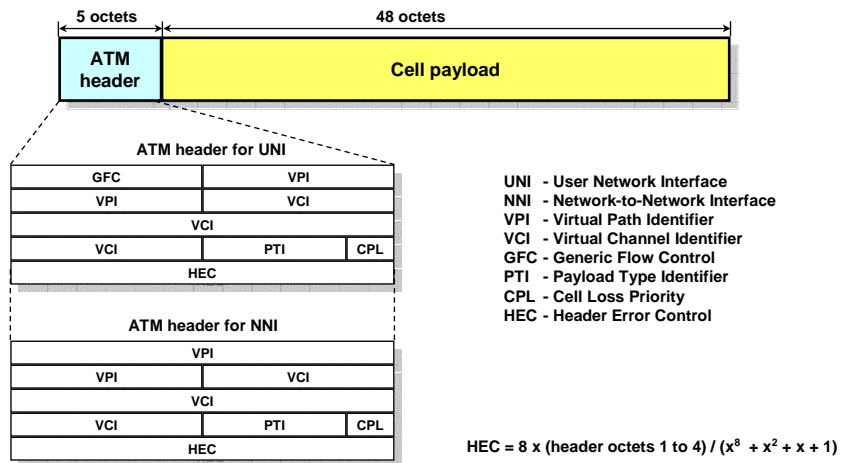 5 octets 48 octets
ATM header Cell payload
ATM header for UNI
GFC VPI
VPI VCI
VCI
VCI PTI CPL
HEC
ATM header for NNI
VPI
VPI VCI
VCI
VCI PTI CPL
HEC
UNI - User Network Interface
NNI - Network-to-Network Interface
VPI - Virtual Path Identifier
VCI - Virtual Channel Identifier
GFC - Generic Flow Control
PTI - Payload Type Identifier
CPL - Cell Loss Priority
HEC - Header Error Control
HEC = 8 x (header octets 1 to 4) / (x⁸ + x² + x + 1)